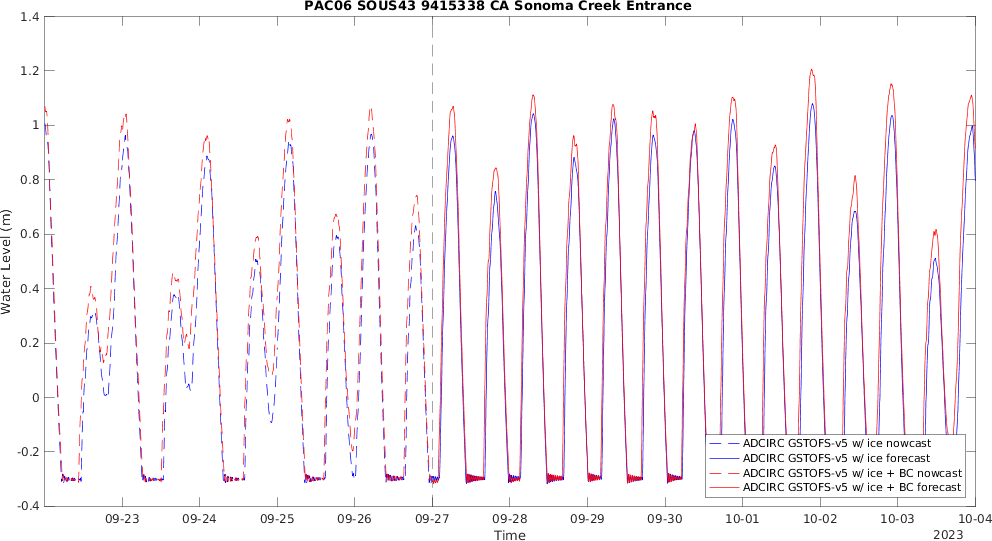 PAC06 SOUS43 9415338 CA Sonoma Creek Entrance
1.4
1.2
1
0.8
0.6
0.4
0.2
0
-0.2
-0.4
Water Level (m)
ADCIRC GSTOFS-v5 w/ ice nowcast
ADCIRC GSTOFS-v5 w/ ice forecast
ADCIRC GSTOFS-v5 w/ ice + BC nowcast
ADCIRC GSTOFS-v5 w/ ice + BC forecast
09-23 09-24 09-25 09-26 09-27 09-28 09-29 09-30 10-01 10-02 10-03 10-04
Time
2023